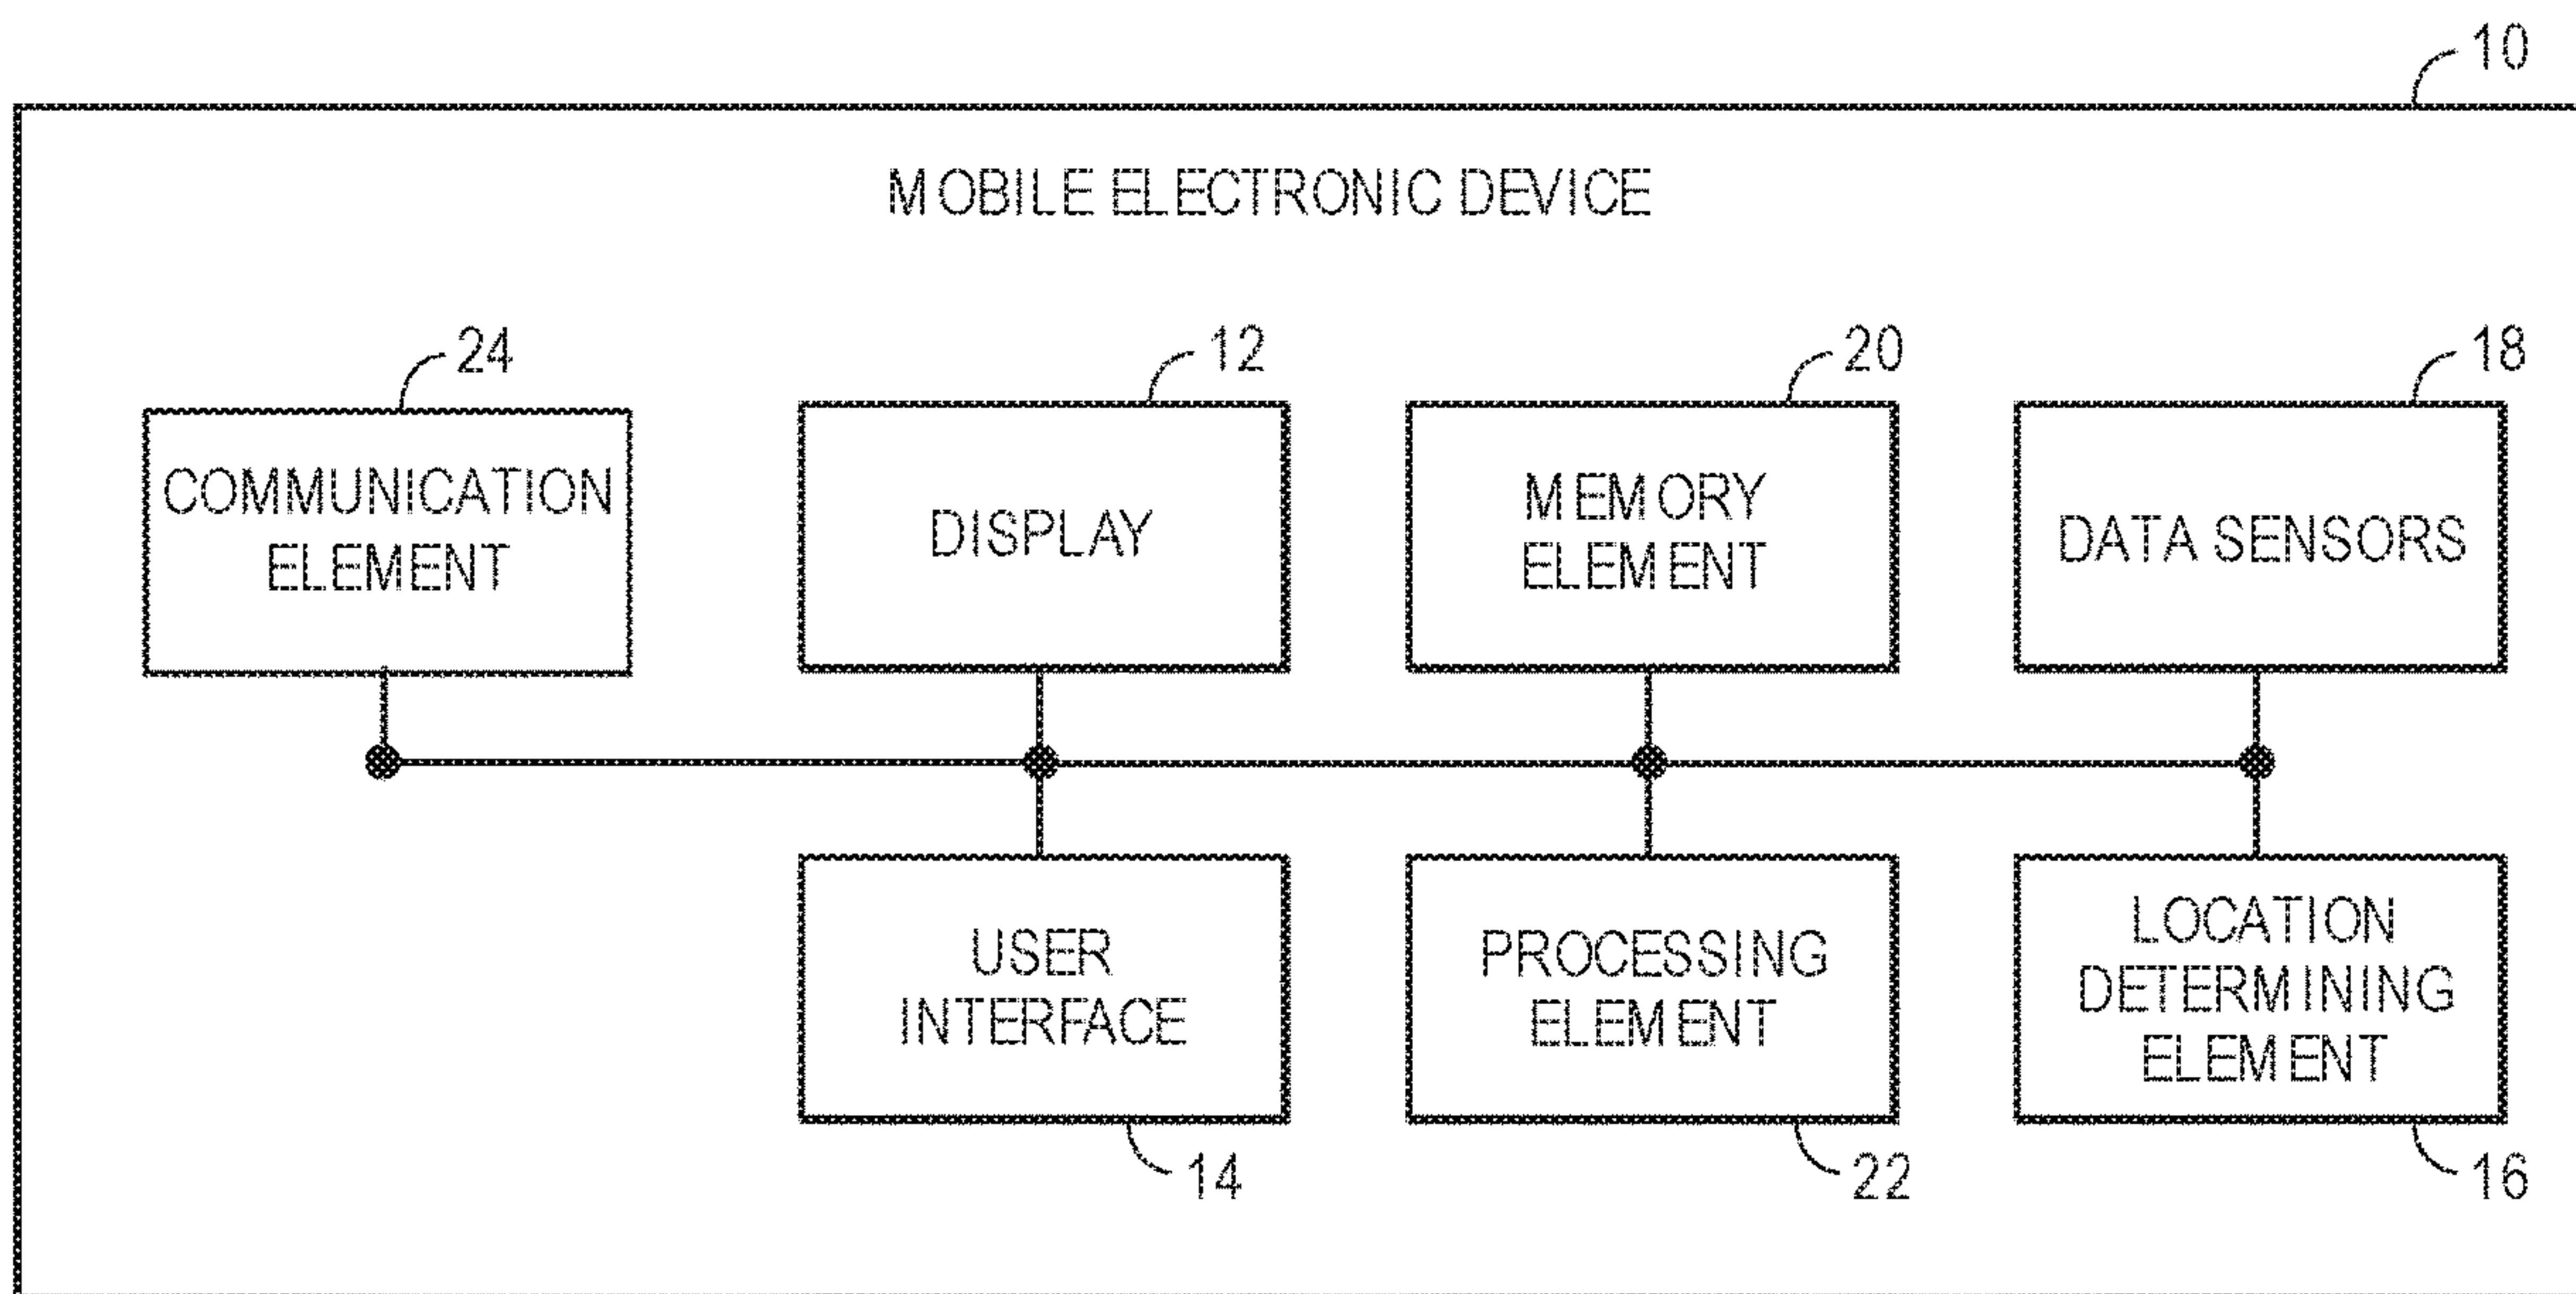 10
MOBILE ELECTRONIC DEVICE
24
12
20
18
COMMUNICATION
ELEMENT
DISPLAY
MEMORY
ELEMENT
DATA SENSORS
USER
INTERFACE
PROCESSING
ELEMENT
LOCATION
DETERMINING
ELEMENT
14
22
16